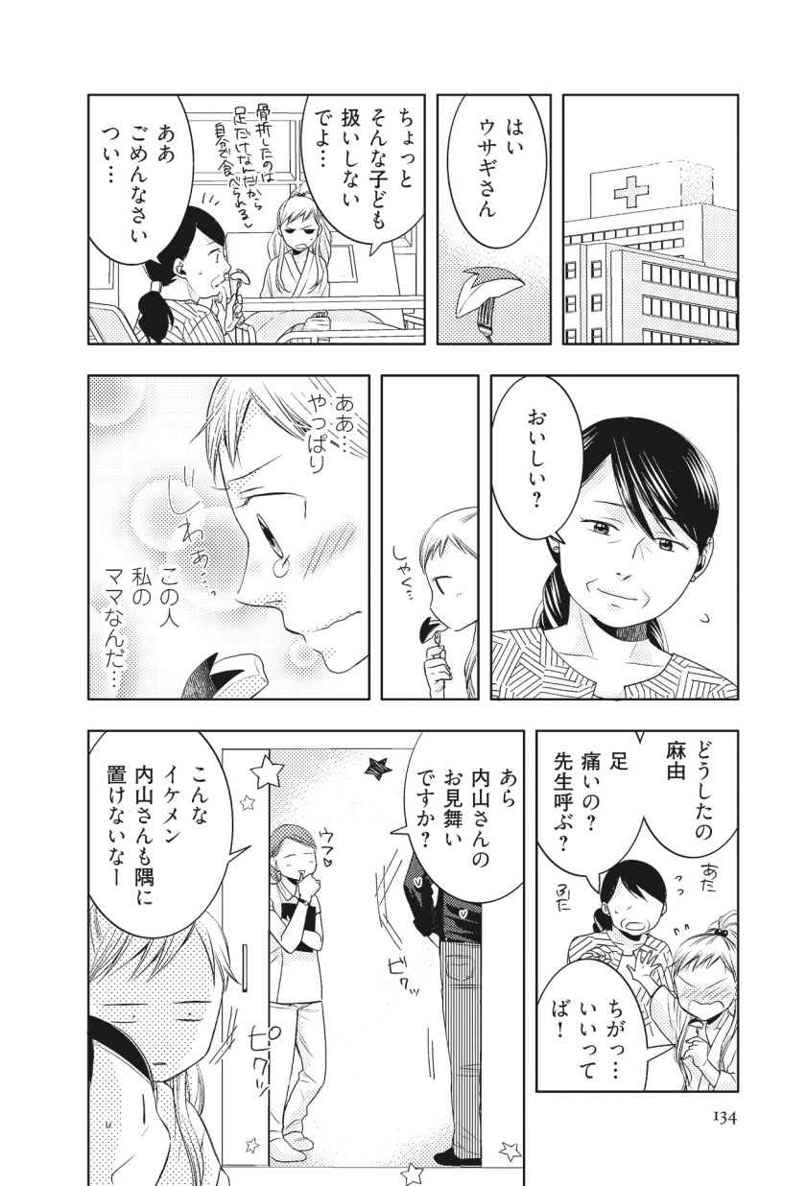 はい
ウサギさん
ちょっと
そんな子ども
扱いしない
でよ…
骨折したのは
足だけなんだから
自分で食べられる
ああ
ごめんなさい
つい…
おいしい？
しゃく…
ああ…
やっぱり
じわぁ…
この人
私の
ママなんだ…
どうしたの
麻由
足
痛いの？
先生呼ぶ？
あた
ふた
ちがっ…
いいって
ば！
あら
内山さんの
お見舞い
ですか？
ウフ
ピクッ
ピクッ
こんな
イケメン
内山さんも隅に
置けないなー
134